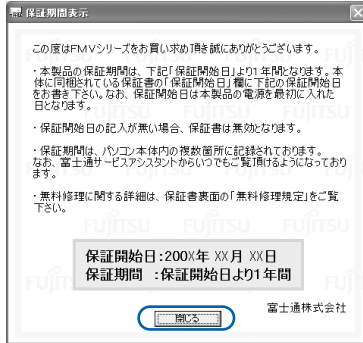 保証期間表示
この度はFMVシリーズをお買い求め頂き誠にありがとうございます。
・本製品の保証期間は、下記「保証開始日」より1年間となります。本
体に同梱されている保証書の「保証開始日」欄に下記の保証開始日
をお書き下さい。なお、保証開始日は本製品の電源を最初に入れた
日となります。
・保証開始日の記入が無い場合、保証書は無効となります。
・保証期間は、パソコン本体内の複数箇所に記録されております。
なお、富士通サービスアシスタントからいつでもご覧頂けるようになっており
ます。
・無料修理に関する詳細は、保証書裏面の「無料修理規定」をご覧
下さい。
保証開始日:200X年 XX月 XX日
保証期間 :保証開始日より1年間
富士通株式会社
閉じる